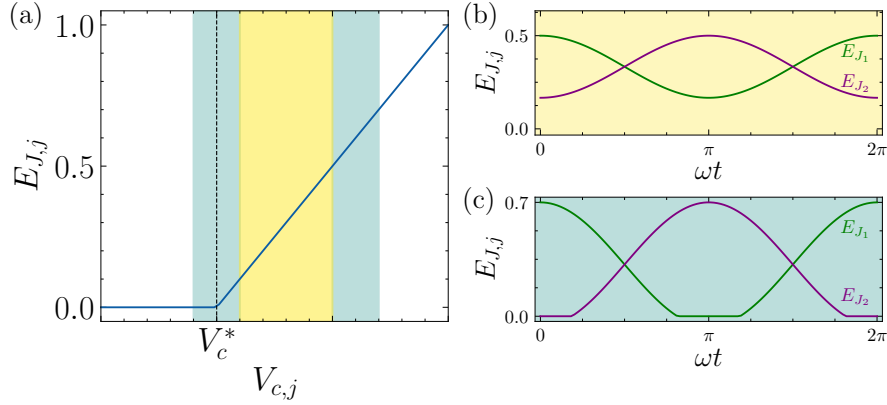 (a)
1.0
0.5
0.0
E_{J,j}
V_c^*
V_{c,j}
(b)
0.5
0.0
E_{J,j}
E_{J_1}
E_{J_2}
0
π
2π
ωt
(c)
0.7
0.0
E_{J,j}
E_{J_1}
E_{J_2}
0
π
2π
ωt